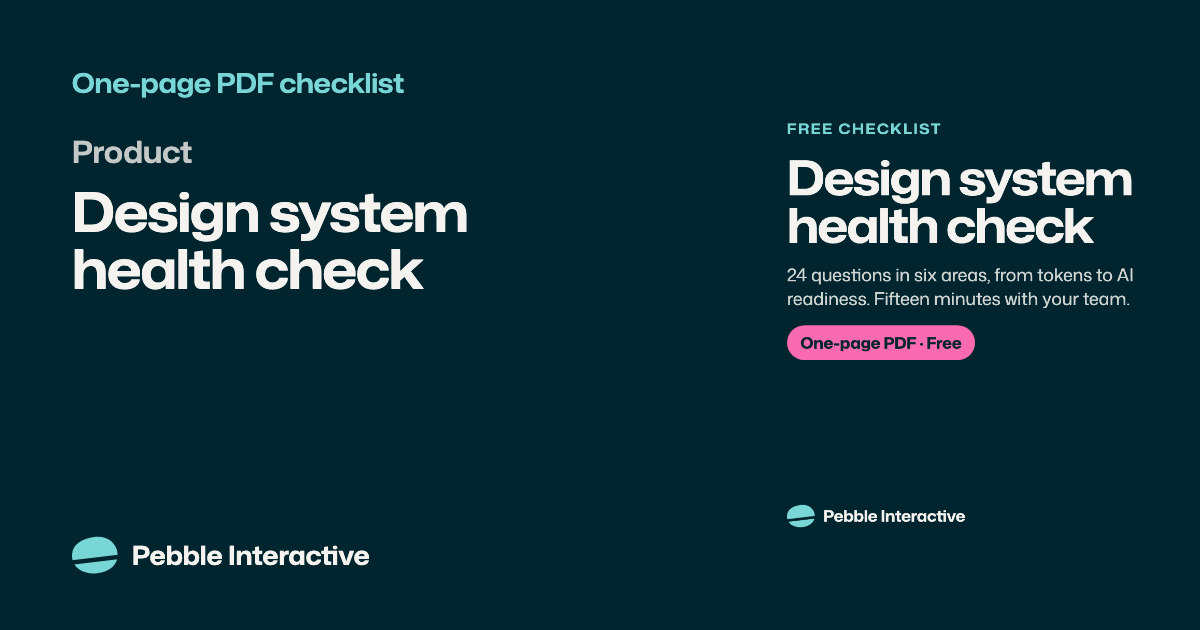 One-page PDF checklist
Product
Design system
health check
Pebble Interactive
FREE CHECKLIST
Design system
health check
24 questions in six areas, from tokens to AI
readiness. Fifteen minutes with your team.
One-page PDF · Free
Pebble Interactive